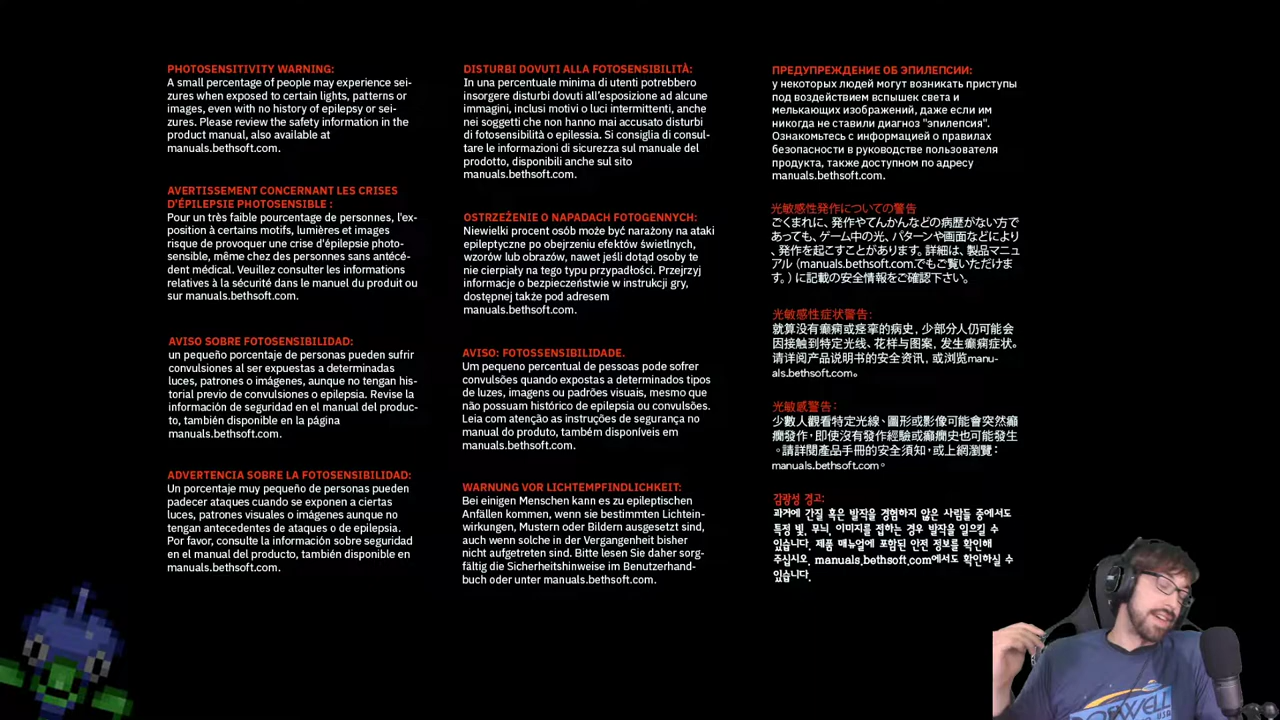 PHOTOSENSITIVITY WARNING:
A small percentage of people may experience sei-
zures when exposed to certain lights, patterns or
images, even with no history of epilepsy or sei-
zures. Please review the safety information in the
product manual, also available at
manuals.bethsoft.com.
AVERTISSEMENT CONCERNANT LES CRISES
D'ÉPILEPSIE PHOTOSENSIBLE :
Pour un très faible pourcentage de personnes, l'ex-
position à certains motifs, lumières et images
risque de provoquer une crise d'épilepsie photo-
sensible, même chez des personnes sans antécé-
dent médical. Veuillez consulter les informations
relatives à la sécurité dans le manuel du produit ou
sur manuals.bethsoft.com.
AVISO SOBRE FOTOSENSIBILIDAD:
un pequeño porcentaje de personas pueden sufrir
convulsiones al ser expuestas a determinadas
luces, patrones o imágenes, aunque no tengan his-
torial previo de convulsiones o epilepsia. Revise la
información de seguridad en el manual del produc-
to, también disponible en la página
manuals.bethsoft.com.
ADVERTENCIA SOBRE LA FOTOSENSIBILIDAD:
Un porcentaje muy pequeño de personas pueden
padecer ataques cuando se exponen a ciertas
luces, patrones visuales o imágenes aunque no
tengan antecedentes de ataques o de epilepsia.
Por favor, consulte la información sobre seguridad
en el manual del producto, también disponible en
manuals.bethsoft.com.
DISTURBI DOVUTI ALLA FOTOSENSIBILITÀ:
In una percentuale minima di utenti potrebbero
insorgere disturbi dovuti all'esposizione ad alcune
immagini, inclusi motivi o luci intermittenti, anche
nei soggetti che non hanno mai accusato disturbi
di fotosensibilità o epilessia. Si consiglia di consul-
tare le informazioni di sicurezza sul manuale del
prodotto, disponibili anche sul sito
manuals.bethsoft.com.
OSTRZEŻENIE O NAPADACH FOTOGENNYCH:
Niewielki procent osób może być narażony na ataki
epileptyczne po obejrzeniu efektów świetlnych,
wzorów lub obrazów, nawet jeśli dotąd osoby te
nie cierpiały na tego typu przypadłości. Przejrzyj
informacje o bezpieczeństwie w instrukcji gry,
dostępnej także pod adresem
manuals.bethsoft.com.
AVISO: FOTOSSENSIBILIDADE.
Um pequeno percentual de pessoas pode sofrer
convulsões quando expostas a determinados tipos
de luzes, imagens ou padrões visuais, mesmo que
não possuam histórico de epilepsia ou convulsões.
Leia com atenção as instruções de segurança no
manual do produto, também disponíveis em
manuals.bethsoft.com.
WARNUNG VOR LICHTEMPFINDLICHKEIT:
Bei einigen Menschen kann es zu epileptischen
Anfällen kommen, wenn sie bestimmten Lichtein-
wirkungen, Mustern oder Bildern ausgesetzt sind,
auch wenn solche in der Vergangenheit bisher
nicht aufgetreten sind. Bitte lesen Sie daher sorg-
fältig die Sicherheitshinweise im Benutzerhand-
buch oder unter manuals.bethsoft.com.
ПРЕДУПРЕЖДЕНИЕ ОБ ЭПИЛЕПСИИ:
у некоторых людей могут возникать приступы
под воздействием вспышек света и
мелькающих изображений, даже если им
никогда не ставили диагноз "эпилепсия".
Ознакомьтесь с информацией о правилах
безопасности в руководстве пользователя
продукта, также доступном по адресу
manuals.bethsoft.com.
光敏感性発作についての警告
ごくまれに、発作やてんかんなどの病歴がない方で
あっても、ゲーム中の光、パターンや画面などにより
、発作を起こすことがあります。詳細は、製品マニュ
アル (manuals.bethsoft.comでもご覧いただけま
す。) に記載の安全情報をご確認下さい。
光敏感性症状警告:
就算没有癫痫或痉挛的病史, 少部分人仍可能会
因接触到特定光线、花样与图案, 发生癫痫症状。
请详阅产品说明书的安全资讯, 或浏览manu-
als.bethsoft.com。
光敏感警告：
少數人觀看特定光線、圖形或影像可能會突然癲
癇發作，即使沒有發作經驗或癲癇史也可能發生
。請詳閱產品手冊的安全須知，或上網瀏覽：
manuals.bethsoft.com。
감광성 경고:
과거에 간질 혹은 발작을 경험하지 않은 사람들 중에서도
특정 빛, 무늬, 이미지를 접하는 경우 발작을 일으킬 수
있습니다. 제품 매뉴얼에 포함된 안전 정보를 확인해
주십시오. manuals.bethsoft.com에서도 확인하실 수
있습니다.